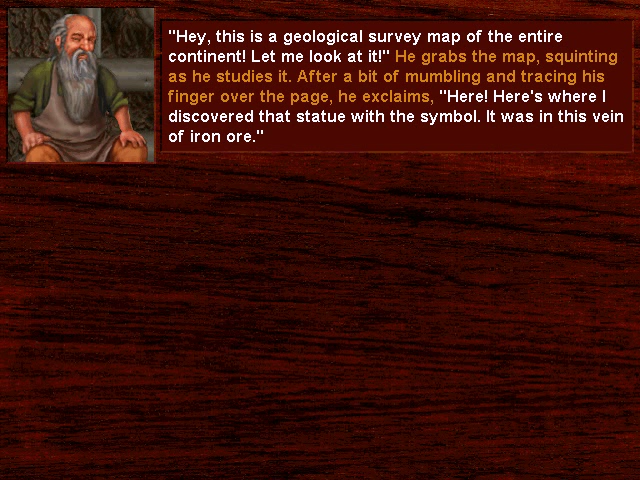 "Hey, this is a geological survey map of the entire
continent! Let me look at it!" He grabs the map, squinting
as he studies it. After a bit of mumbling and tracing his
finger over the page, he exclaims, "Here! Here's where I
discovered that statue with the symbol. It was in this vein
of iron ore."